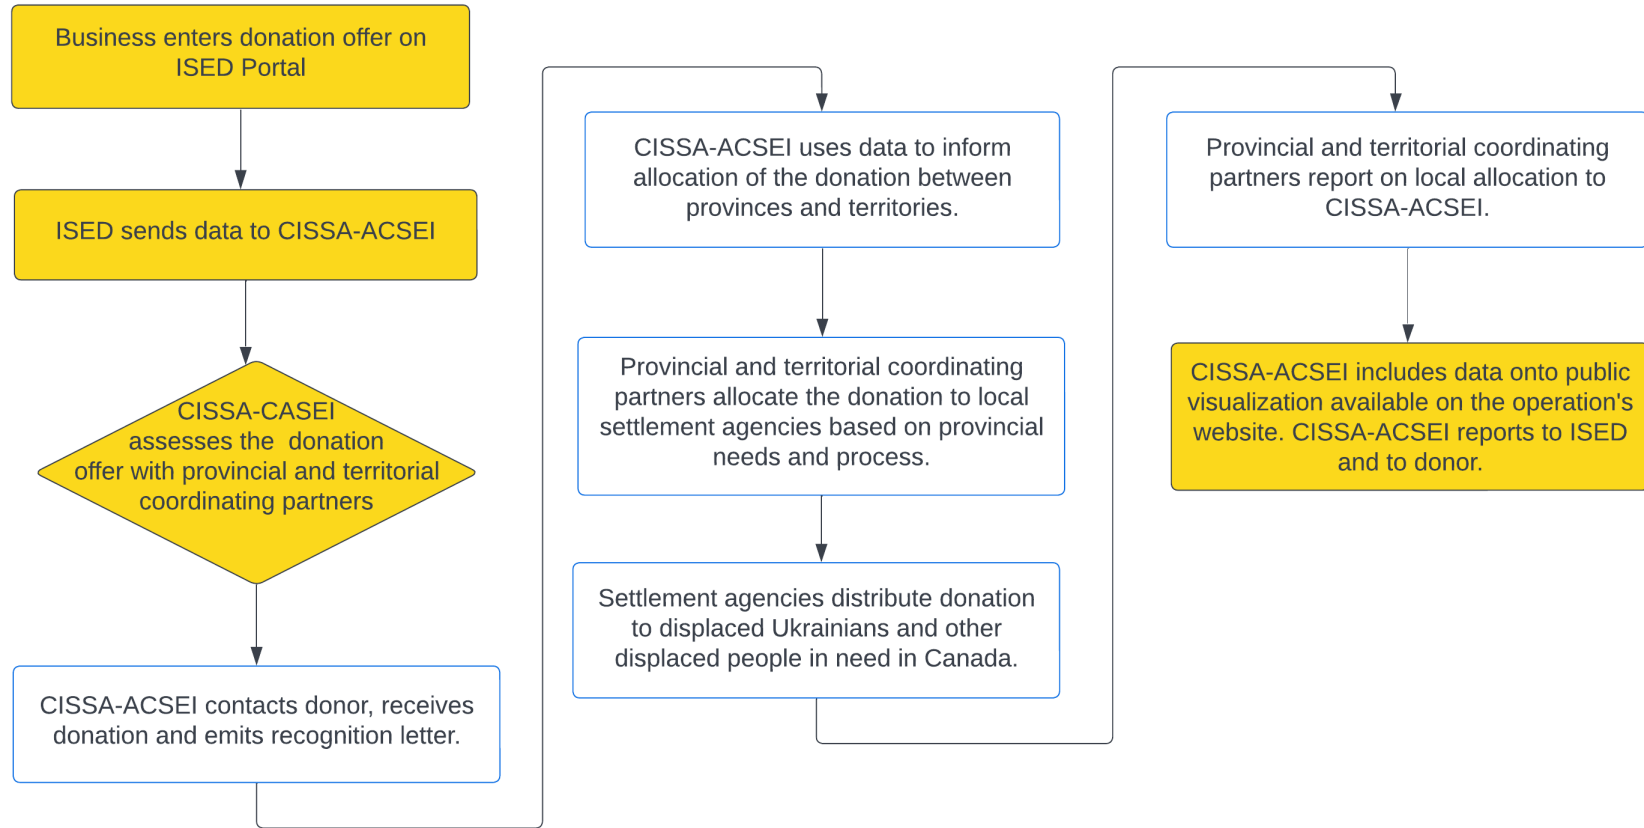 Business enters donation offer on
ISED Portal
ISED sends data to CISSA-ACSEI
CISSA-CASEI
assesses the  donation
offer with provincial and territorial
coordinating partners
CISSA-ACSEI contacts donor, receives
donation and emits recognition letter.
CISSA-ACSEI uses data to inform
allocation of the donation between
provinces and territories.
Provincial and territorial coordinating
partners allocate the donation to local
settlement agencies based on provincial
needs and process.
Settlement agencies distribute donation
to displaced Ukrainians and other
displaced people in need in Canada.
Provincial and territorial coordinating
partners report on local allocation to
CISSA-ACSEI.
CISSA-ACSEI includes data onto public
visualization available on the operation's
website. CISSA-ACSEI reports to ISED
and to donor.